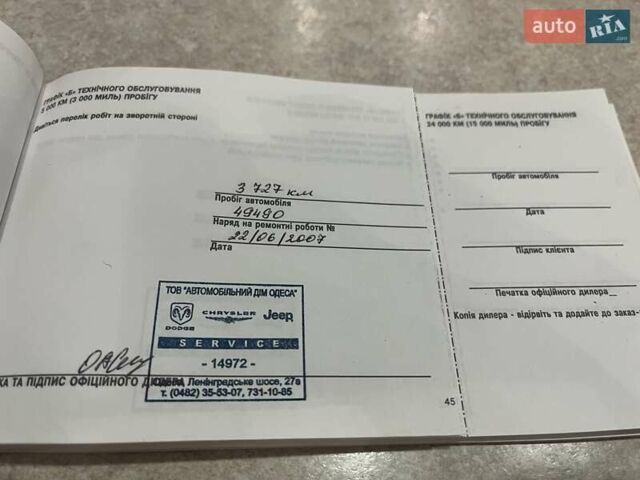 auto RIA.com
ГРАФІК «Б» ТЕХНІЧНОГО ОБСЛУГОВУВАННЯ
5 000 КМ (3 000 МИЛЬ) ПРОБІГУ
Дивіться перелік робіт на зворотній стороні
3 727 км
Пробіг автомобіля
49490
Наряд на ремонтні роботи №
22/06/2007
Дата
ТОВ "АВТОМОБІЛЬНИЙ ДІМ ОДЕСА"
DODGE CHRYSLER Jeep
SERVICE
- 14972 -
Ленінградське шосе, 27а
т. (0482) 35-53-07, 731-10-85
КА ТА ПІДПИС ОФІЦІЙНОГО ДИЛЕРА
45
ГРАФІК «Б» ТЕХНІЧНОГО ОБСЛУГОВУВАННЯ
24 000 КМ (15 000 МИЛЬ) ПРОБІГУ
Пробіг автомобіля
Дата
Підпис клієнта
Печатка офіційного дилера
Копія дилера - відірвіть та додайте до заказ-